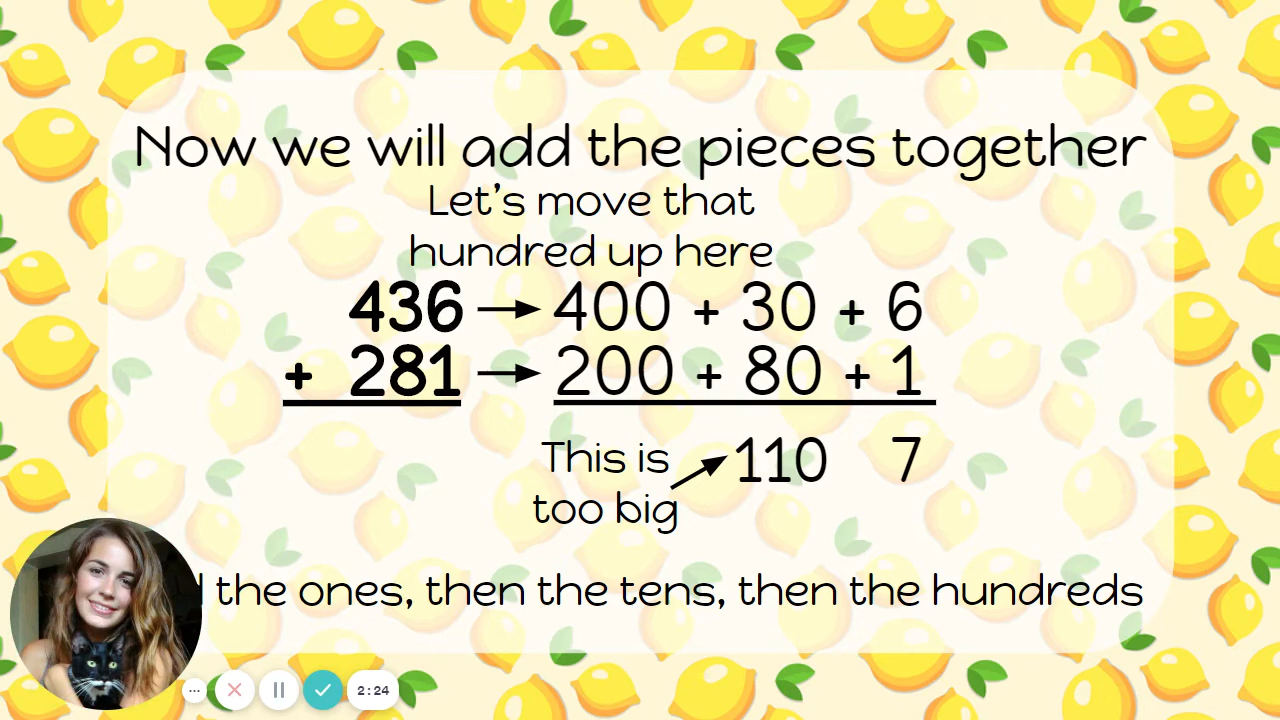 Now we will add the pieces together
Let's move that
hundred up here
436 → 400 + 30 + 6
+ 281 → 200 + 80 + 1
This is
too big
110 7
the ones, then the tens, then the hundreds
2:24